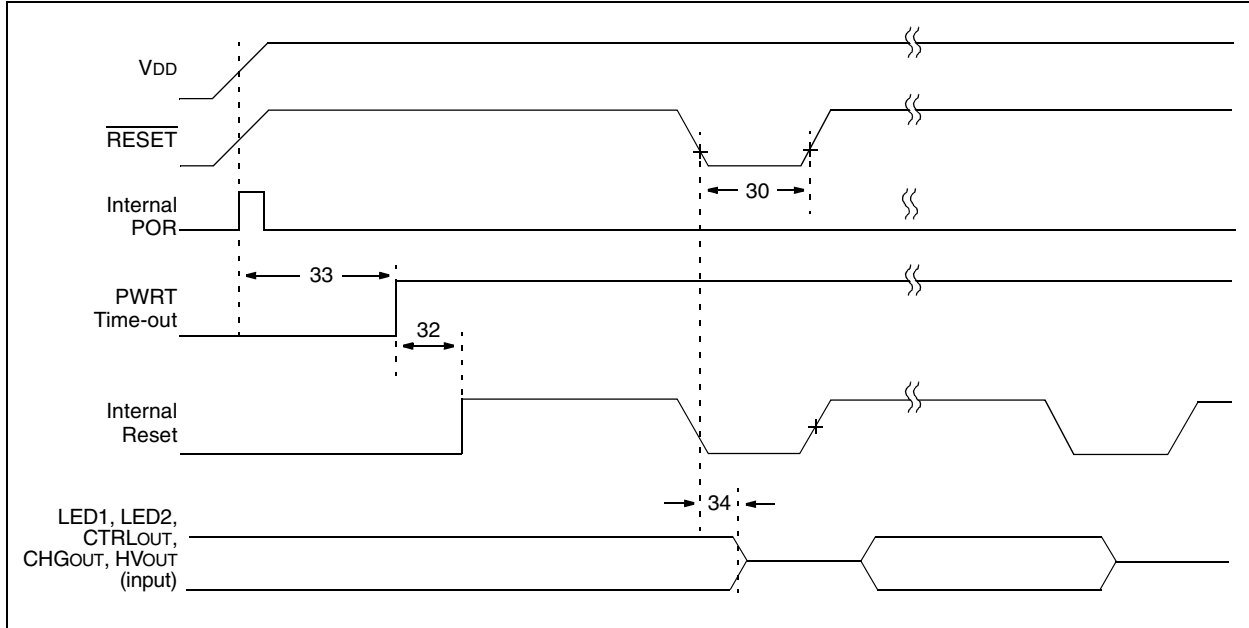 VDD
RESET
30
Internal
POR
33
PWRT
Time-out
32
Internal
Reset
34
LED1, LED2,
CTRLOUT,
CHGOUT, HVOUT
(input)